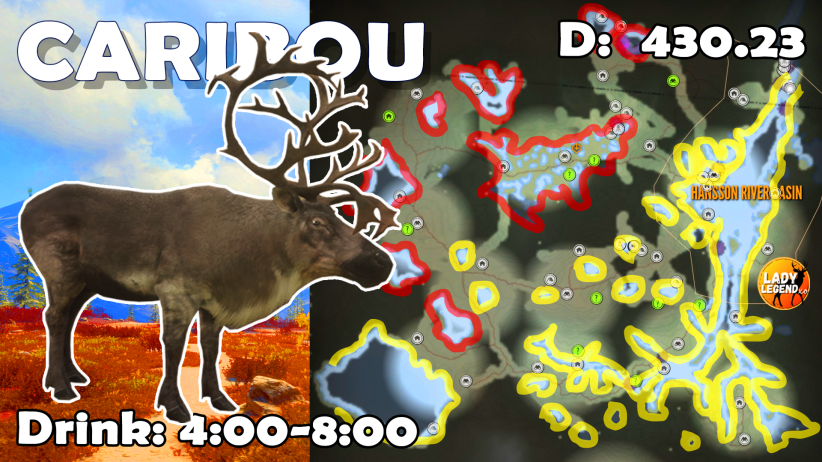 CARIBOU
D: 430.23
HANSSON RIVER BASIN
LADY
LEGEND
Drink: 4:00-8:00